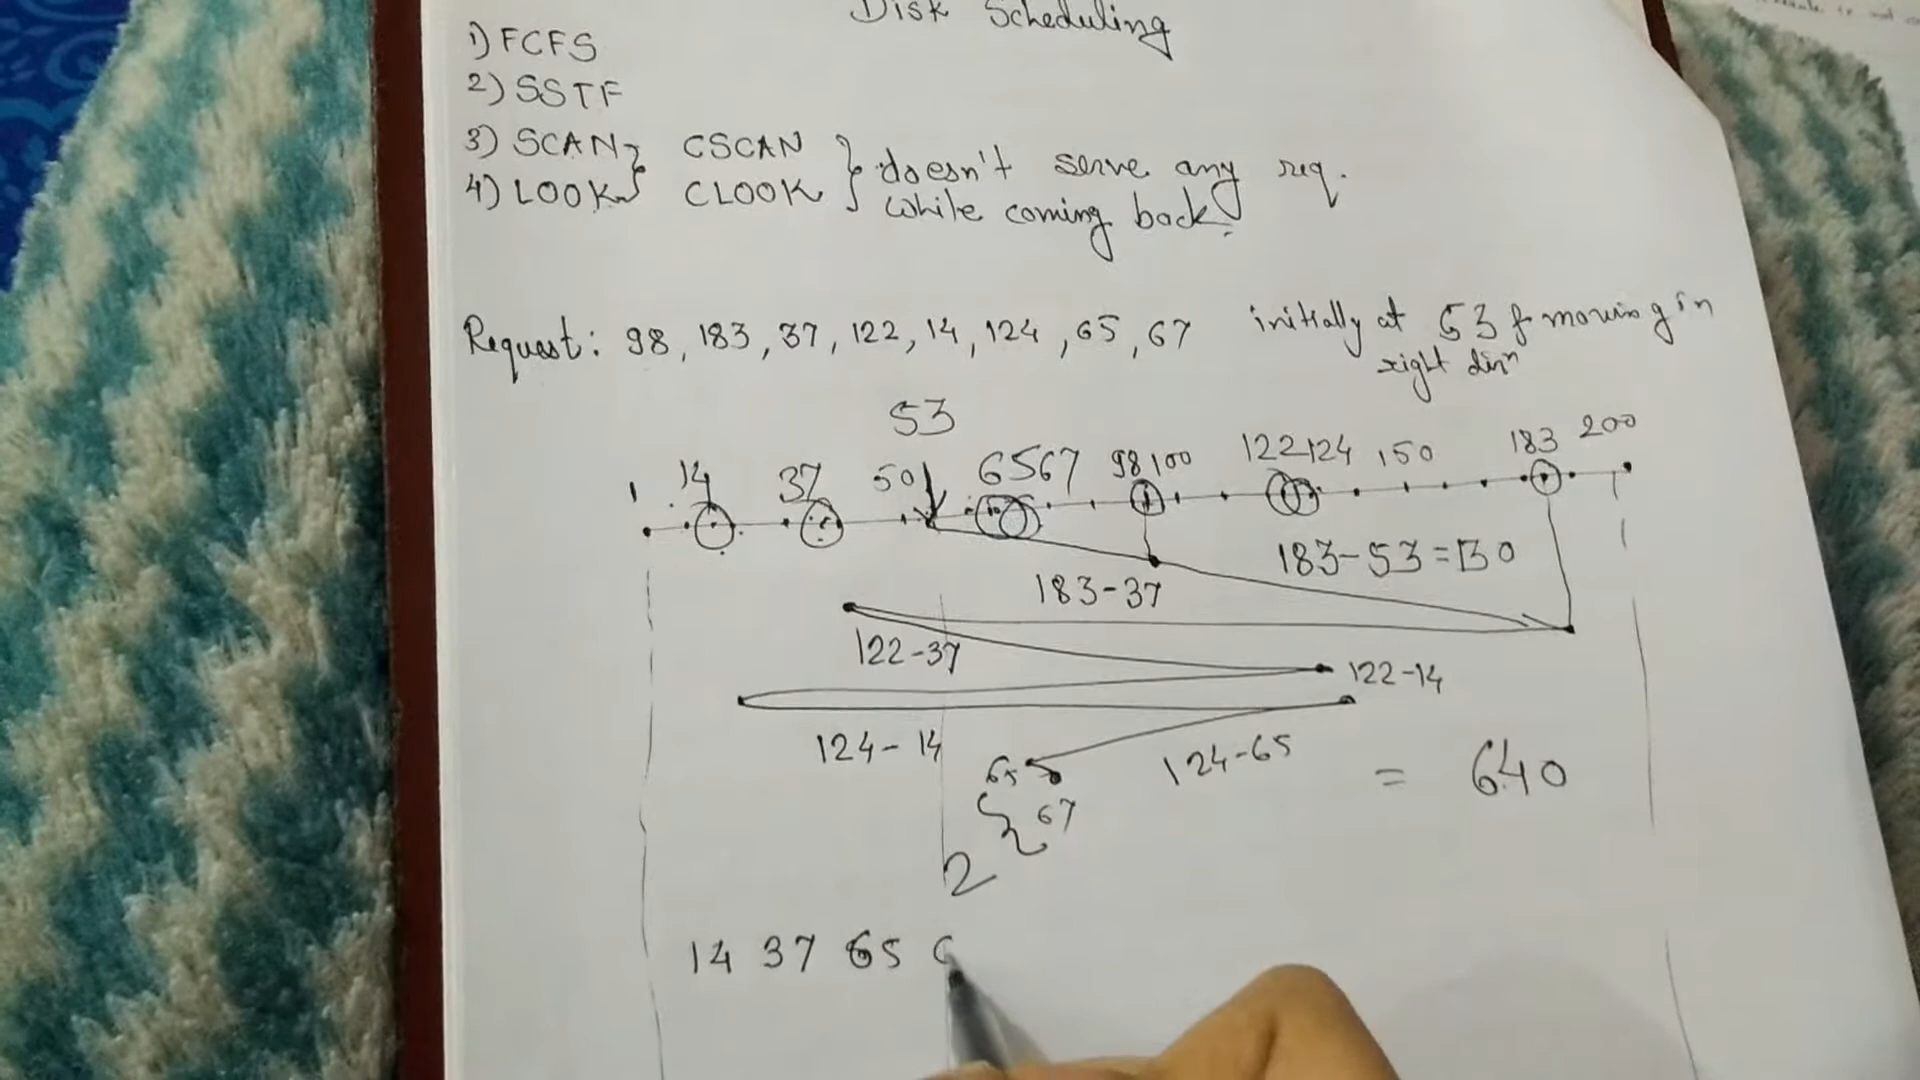 Disk Scheduling
1) FCFS
2) SSTF
3) SCAN } CSCAN } doesn't serve any req.
4) LOOK } CLOOK } while coming back.
Request: 98, 183, 37, 122, 14, 124, 65, 67 initially at 53 & moving in
right dirn
53
1 14 37 50 65 67 98 100 122 124 150 183 200
183-53=130
183-37
122-37
122-14
124-14
65
124-65
= 640
67
2
14 37 65